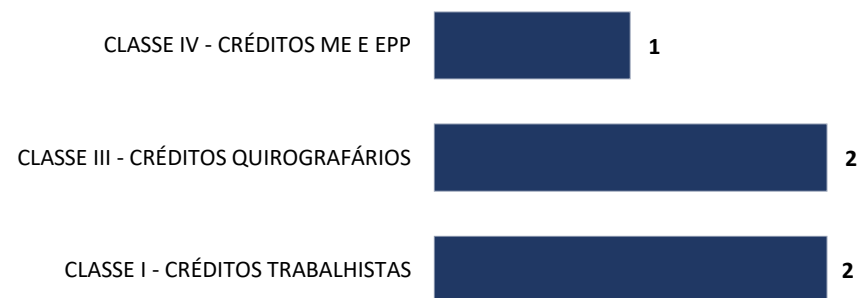 CLASSE IV - CRÉDITOS ME E EPP 1
CLASSE III - CRÉDITOS QUIROGRAFÁRIOS 2
CLASSE I - CRÉDITOS TRABALHISTAS 2